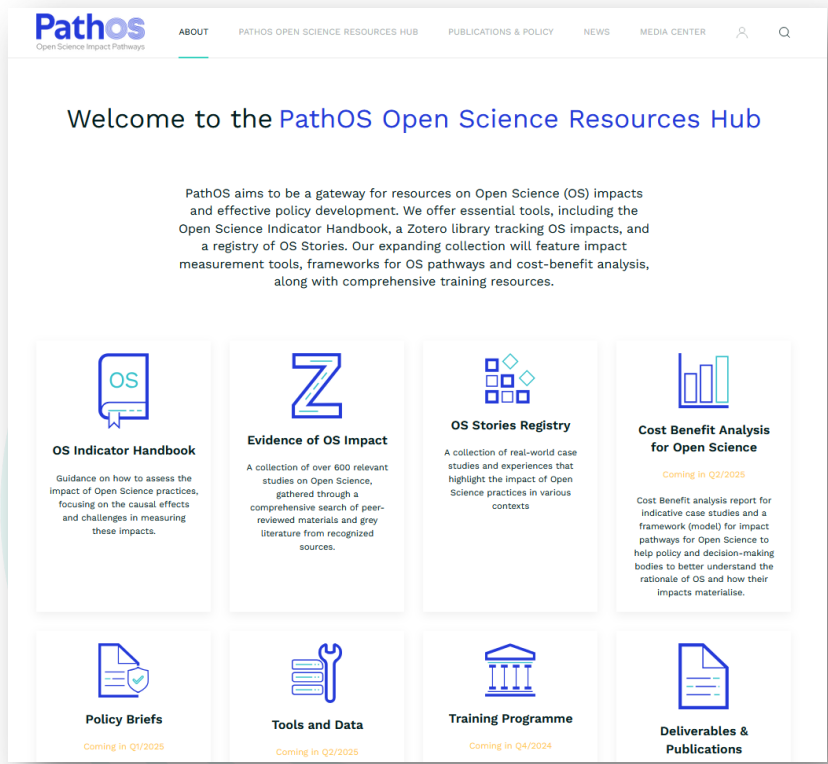 PathOS
Open Science Impact Pathways
ABOUT
PATHOS OPEN SCIENCE RESOURCES HUB
PUBLICATIONS & POLICY
NEWS
MEDIA CENTER
Welcome to the PathOS Open Science Resources Hub
PathOS aims to be a gateway for resources on Open Science (OS) impacts
and effective policy development. We offer essential tools, including the
Open Science Indicator Handbook, a Zotero library tracking OS impacts, and
a registry of OS Stories. Our expanding collection will feature impact
measurement tools, frameworks for OS pathways and cost-benefit analysis,
along with comprehensive training resources.
OS
OS Indicator Handbook
Guidance on how to assess the
impact of Open Science practices,
focusing on the causal effects
and challenges in measuring
these impacts.
Z
Evidence of OS Impact
A collection of over 600 relevant
studies on Open Science,
gathered through a
comprehensive search of peer-
reviewed materials and grey
literature from recognized
sources.
OS Stories Registry
A collection of real-world case
studies and experiences that
highlight the impact of Open
Science practices in various
contexts
Cost Benefit Analysis
for Open Science
Coming in Q2/2025
Cost Benefit analysis report for
indicative case studies and a
framework (model) for impact
pathways for Open Science to
help policy and decision-making
bodies to better understand the
rationale of OS and how their
impacts materialise.
Policy Briefs
Coming in Q1/2025
Tools and Data
Coming in Q2/2025
Training Programme
Coming in Q4/2024
Deliverables &
Publications